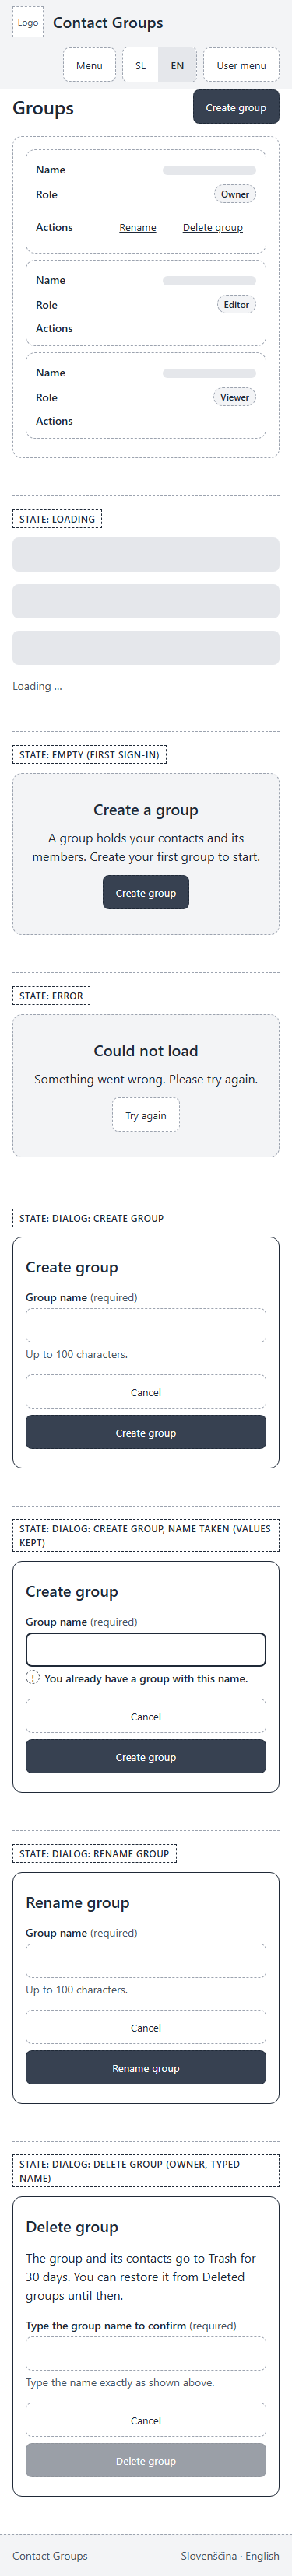 Logo
Contact Groups
Menu
SL
EN
User menu
Groups
Create group
Name
Role
Owner
Actions
Rename
Delete group
Name
Role
Editor
Actions
Name
Role
Viewer
Actions
STATE: LOADING
Loading ...
STATE: EMPTY (FIRST SIGN-IN)
Create a group
A group holds your contacts and its
members. Create your first group to start.
Create group
STATE: ERROR
Could not load
Something went wrong. Please try again.
Try again
STATE: DIALOG: CREATE GROUP
Create group
Group name (required)
Up to 100 characters.
Cancel
Create group
STATE: DIALOG: CREATE GROUP, NAME TAKEN (VALUES
KEPT)
Create group
Group name (required)
! You already have a group with this name.
Cancel
Create group
STATE: DIALOG: RENAME GROUP
Rename group
Group name (required)
Up to 100 characters.
Cancel
Rename group
STATE: DIALOG: DELETE GROUP (OWNER, TYPED
NAME)
Delete group
The group and its contacts go to Trash for
30 days. You can restore it from Deleted
groups until then.
Type the group name to confirm (required)
Type the name exactly as shown above.
Cancel
Delete group
Contact Groups
Slovenščina · English